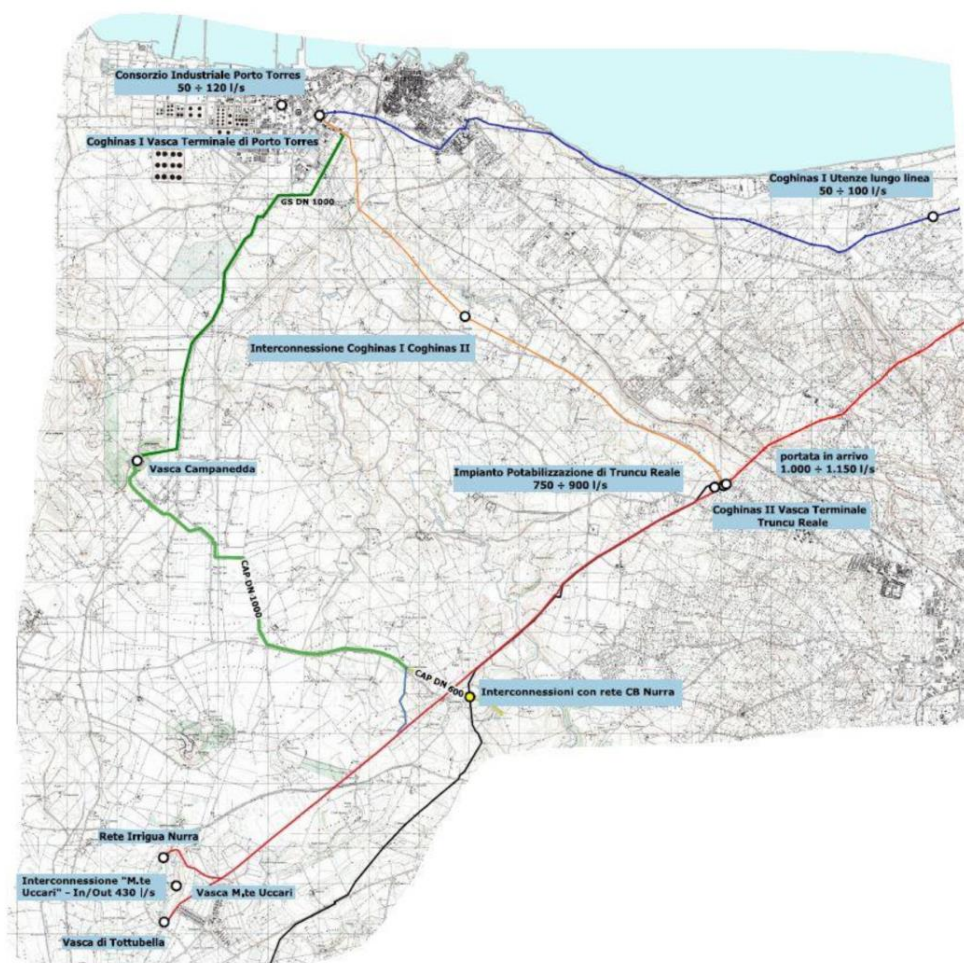 Consorzio Industriale Porto Torres
50 ÷ 120 l/s
Coghinas I Vasca Terminale di Porto Torres
Coghinas I Utenze lungo linea
50 ÷ 100 l/s
GS DN 1000
Interconnessione Coghinas I Coghinas II
Vasca Campanedda
Impianto Potabilizzazione di Truncu Reale
750 ÷ 900 l/s
portata in arrivo
1.000 ÷ 1.150 l/s
Coghinas II Vasca Terminale
Truncu Reale
CAP DN 1000
CAP DN 600
Interconnessioni con rete CB Nurra
Rete Irrigua Nurra
Interconnessione "M.te
Uccari" - In/Out 430 l/s
Vasca M.te Uccari
Vasca di Tottubella